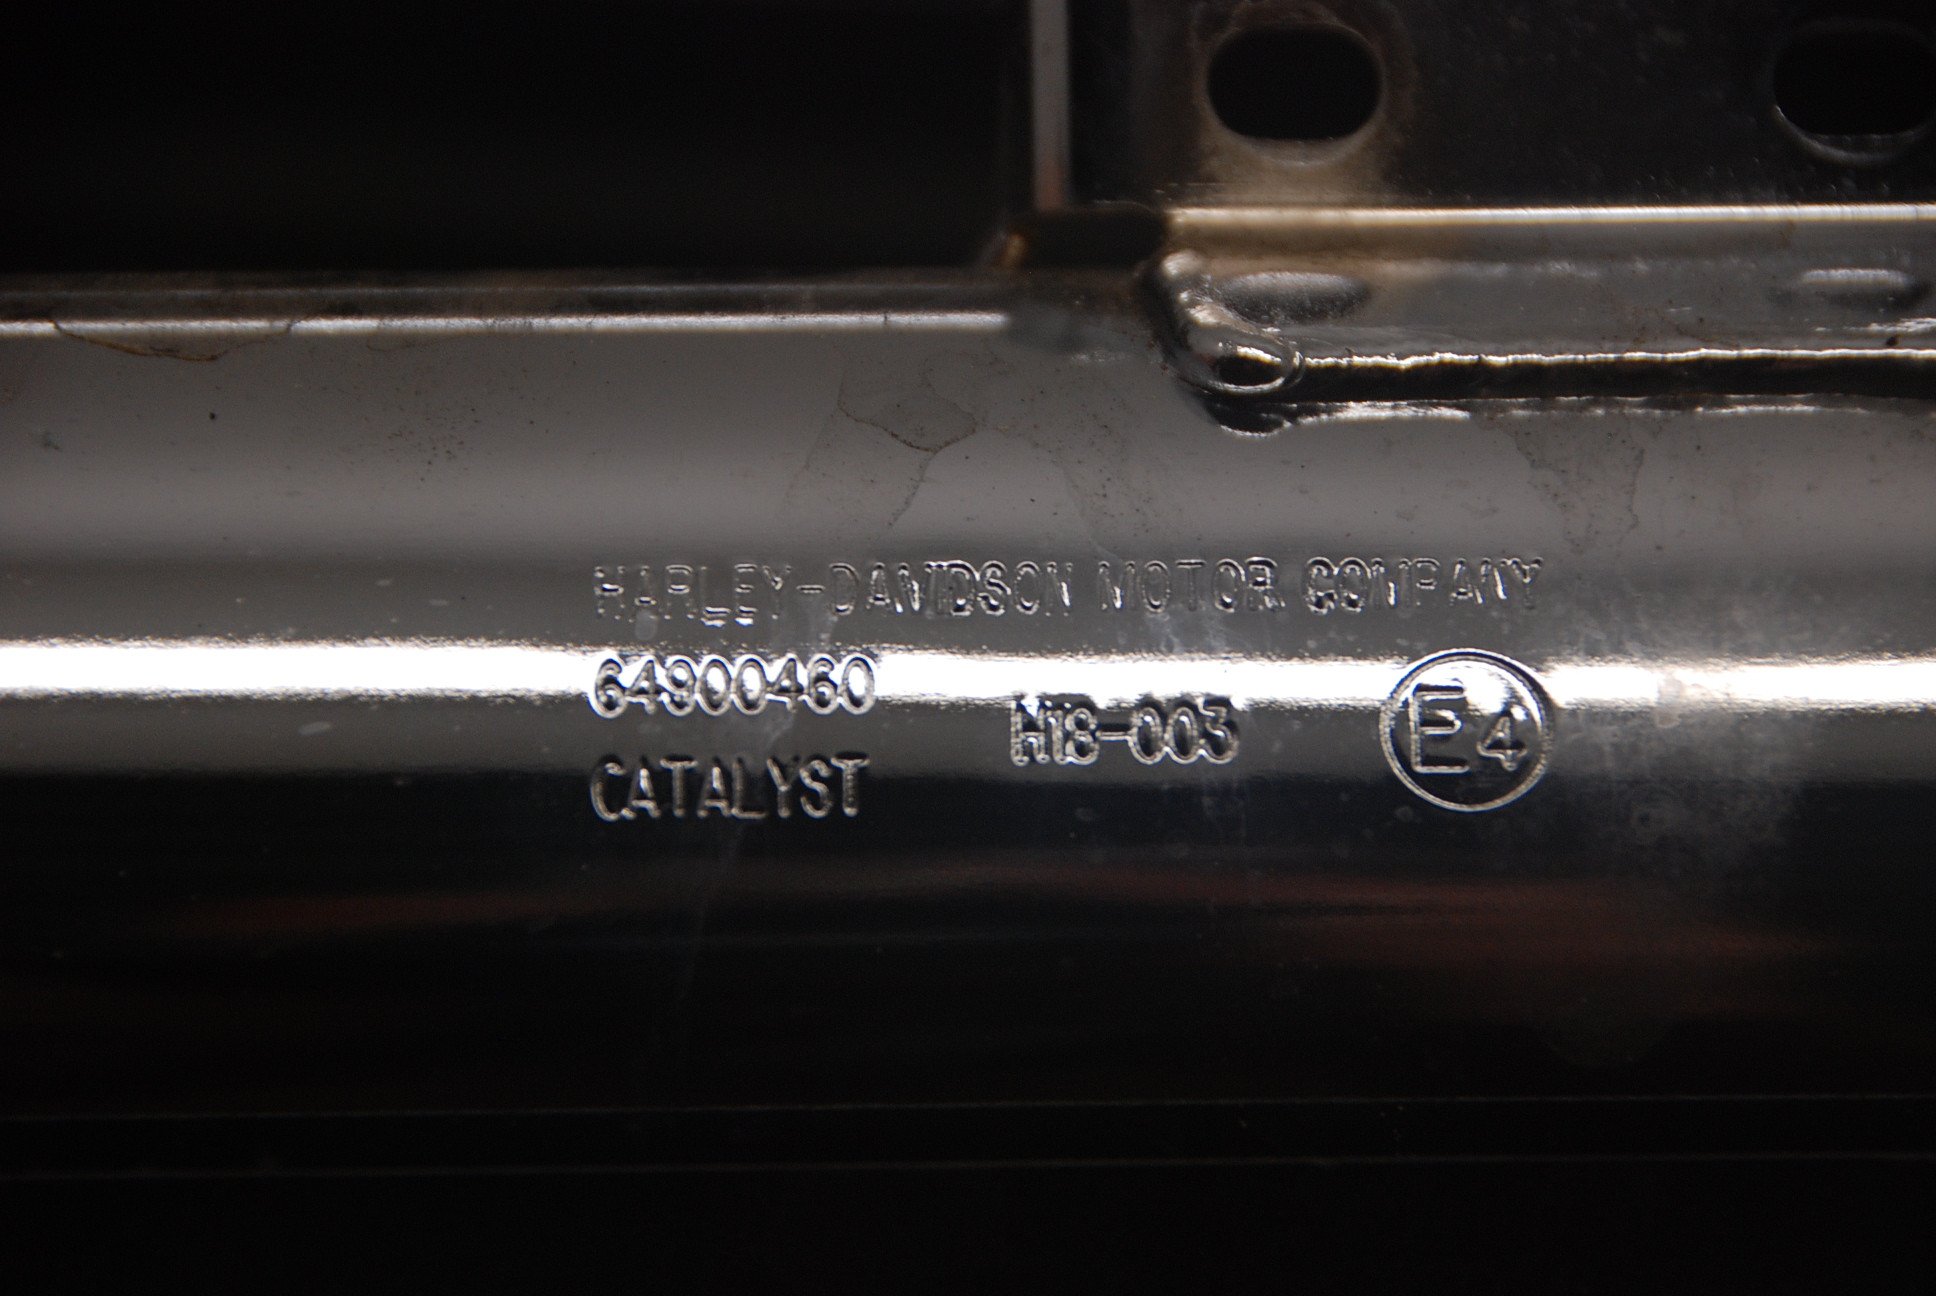 HARLEY-DAVIDSON MOTOR COMPANY
64900460
H18-003
E4
CATALYST